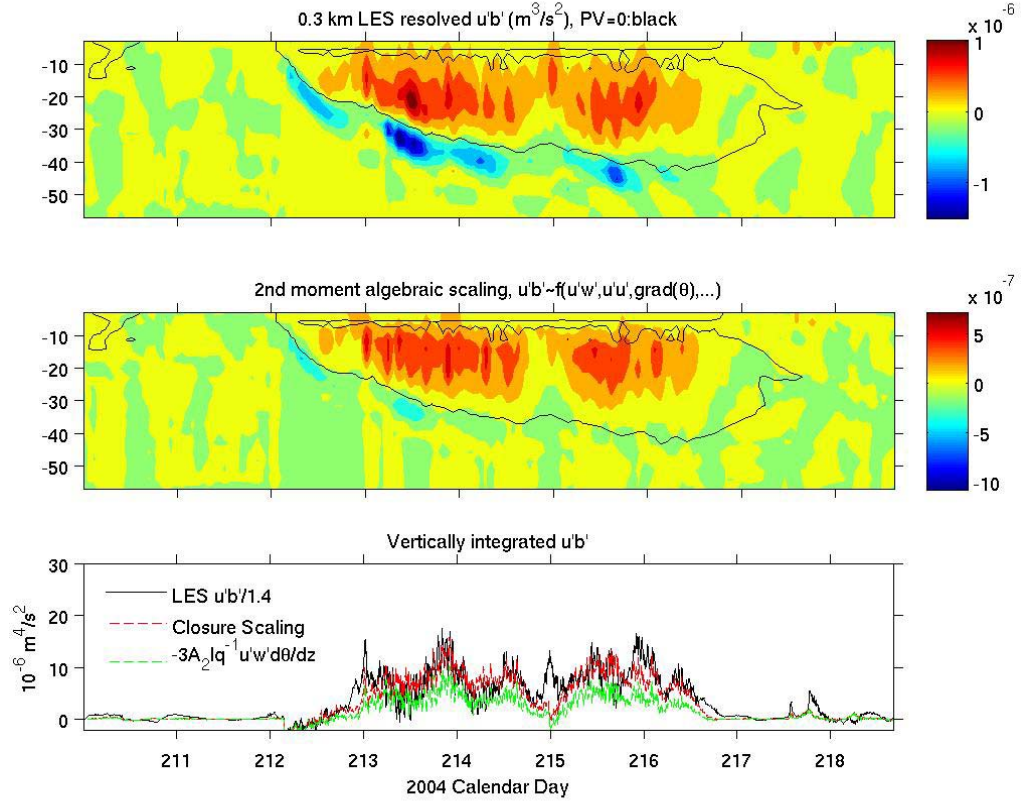 0.3 km LES resolved u'b' (m³/s²), PV=0:black
x 10⁻⁶
-10
-20
-30
-40
-50
1
0
-1
2nd moment algebraic scaling, u'b'~f(u'w',u'u',grad(θ),...)
x 10⁻⁷
-10
-20
-30
-40
-50
5
0
-5
-10
Vertically integrated u'b'
30
20
10
0
10⁻⁶ m⁴/s²
LES u'b'/1.4
Closure Scaling
-3A₂lq⁻¹u'w'dθ/dz
211 212 213 214 215 216 217 218
2004 Calendar Day